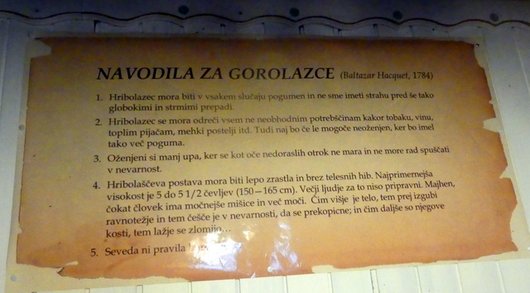 NAVODILA ZA GOROLAZCE (Baltazar Hacquet, 1784)
1. Hribolazec mora biti v vsakem slučaju pogumen in ne sme imeti strahu pred še tako
globokimi in strmimi prepadi.
2. Hribolazec se mora odreči vsem ne neobhodnim potrebščinam kakor tobaku, vinu,
toplim pijačam, mehki postelji itd. Tudi naj bo če le mogoče neoženjen, ker bo imel
tako več poguma.
3. Oženjeni si manj upa, ker se kot oče nedoraslih otrok ne mara in ne more rad spuščati
v nevarnost.
4. Hribolaščeva postava mora biti lepo zrastla in brez telesnih hib. Najprimernejša
visokost je 5 do 5 1/2 čevljev (150—165 cm). Večji ljudje za to niso pripravni. Majhen,
čokat človek ima močnejše mišice in več moči. Čim višje je telo, tem prej izgubi
ravnotežje in tem češče je v nevarnosti, da se prekopicne; in čim daljše so njegove
kosti, tem lažje se zlomijo…
5. Seveda ni pravila